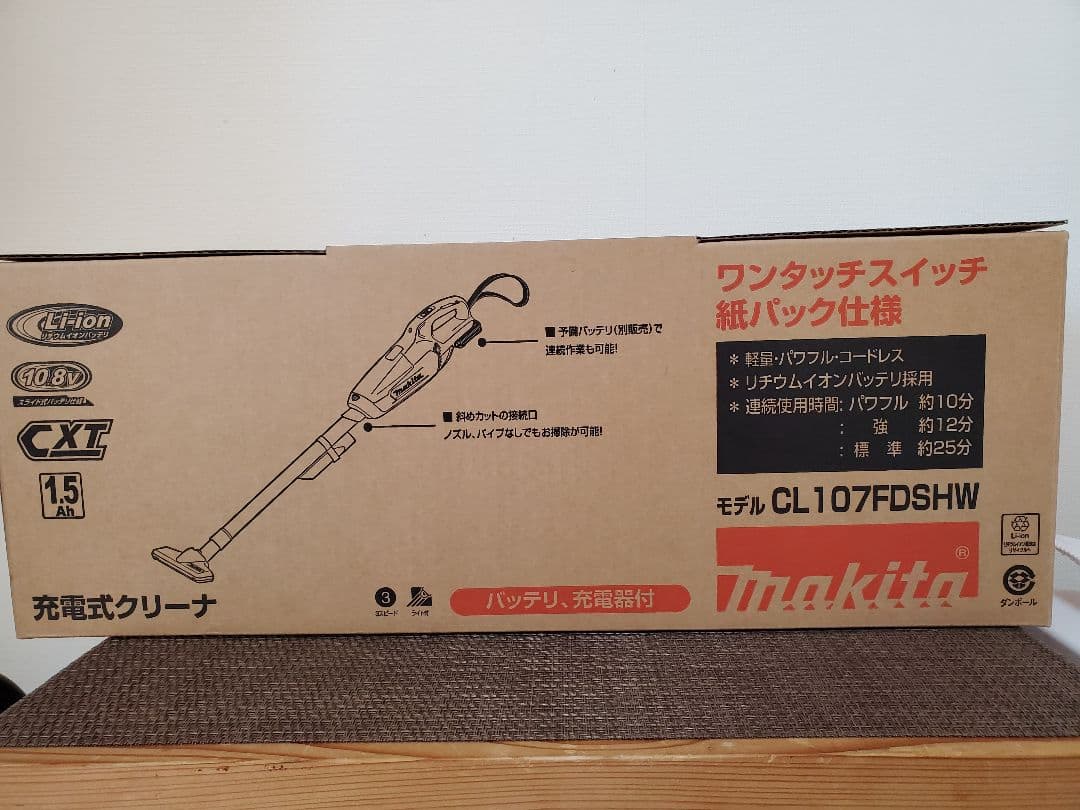 Li-ion
リチウムイオンバッテリ
10.8V
スライド式バッテリ仕様
CXT
1.5
Ah
充電式クリーナ
makita
■ 予備バッテリ(別販売)で
連続作業も可能!
■ 斜めカットの接続口
ノズル、パイプなしでもお掃除が可能!
3
3スピード
ライト付
バッテリ、充電器付
ワンタッチスイッチ
紙パック仕様
* 軽量・パワフル・コードレス
* リチウムイオンバッテリ採用
* 連続使用時間: パワフル 約10分
: 強 約12分
: 標準 約25分
モデル CL107FDSHW
makita®
Li-ion
ダンボール